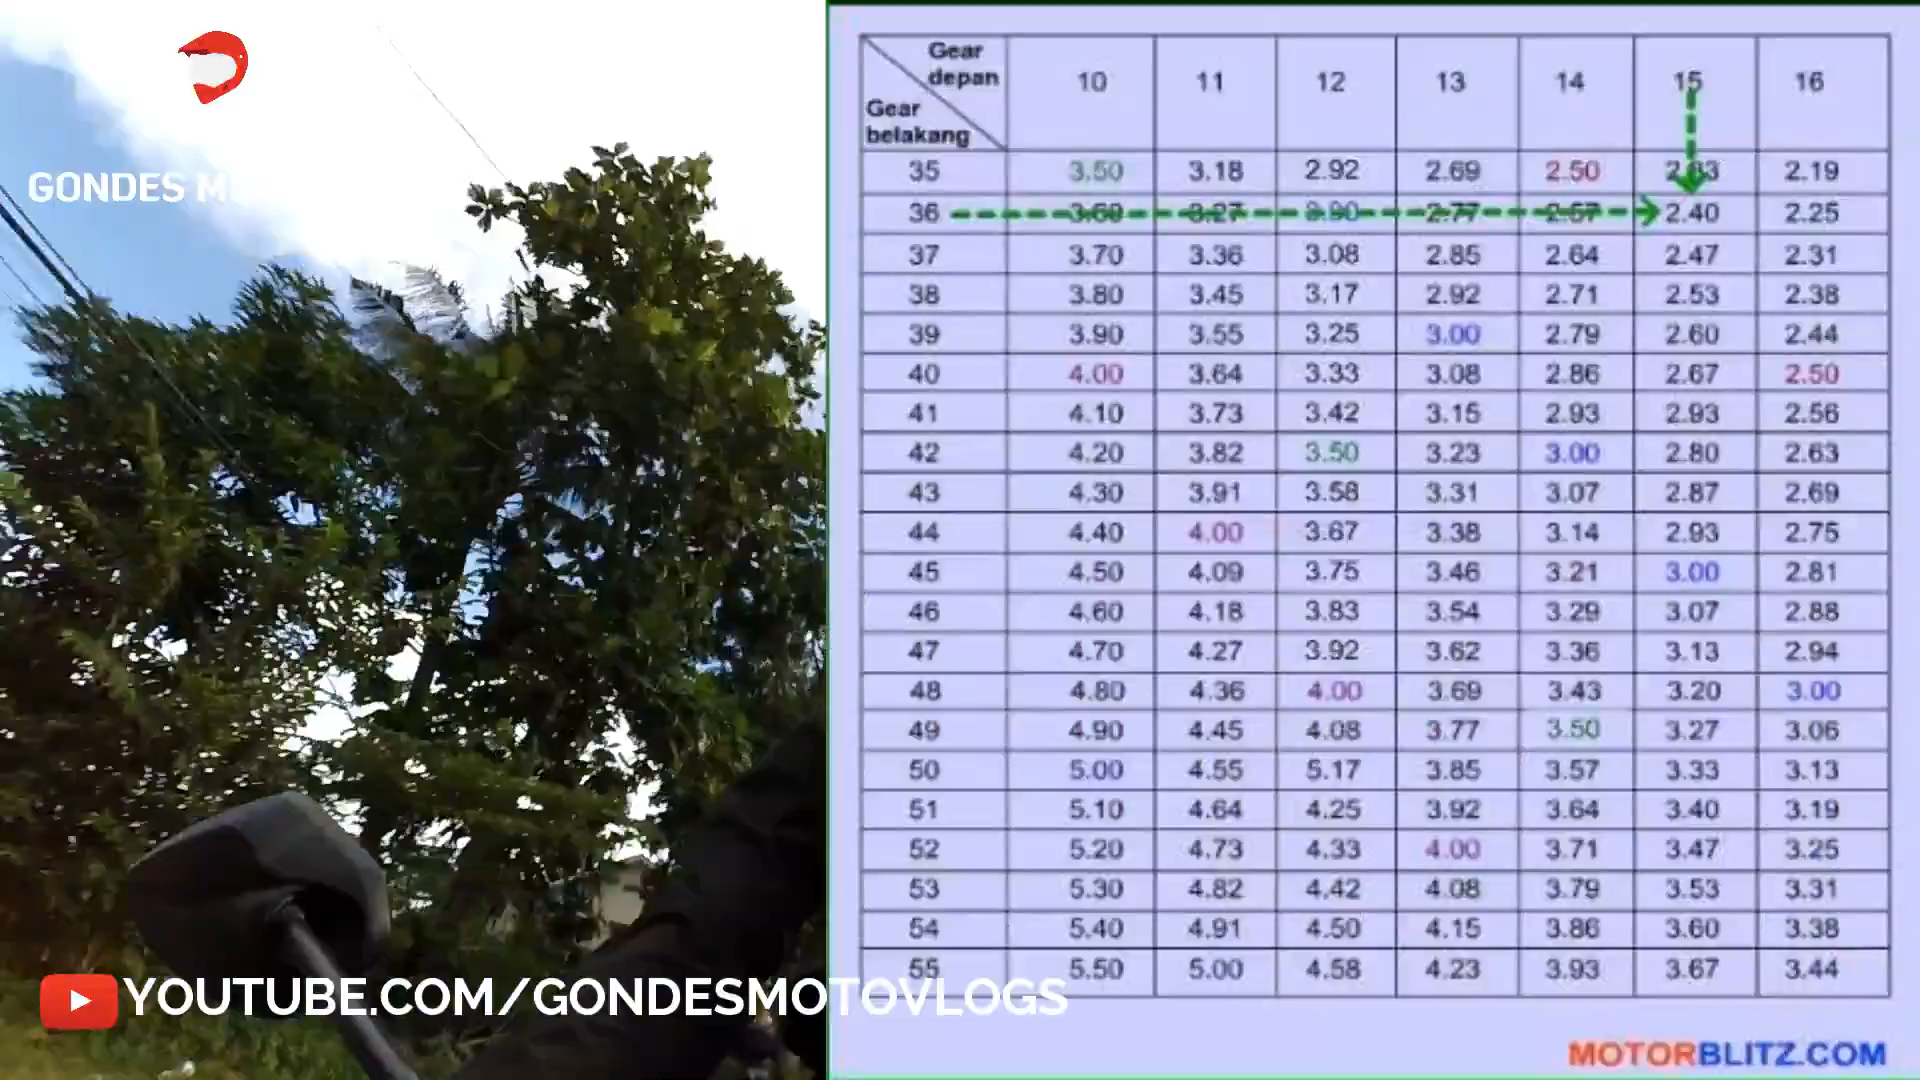 GONDES M
Gear depan
Gear belakang
10 11 12 13 14 15 16
35 3.50 3.18 2.92 2.69 2.50 2.19
36 2.40 2.25
37 3.70 3.36 3.08 2.85 2.64 2.47 2.31
38 3.80 3.45 3.17 2.92 2.71 2.53 2.38
39 3.90 3.55 3.25 3.00 2.79 2.60 2.44
40 4.00 3.64 3.33 3.08 2.86 2.67 2.50
41 4.10 3.73 3.42 3.15 2.93 2.93 2.56
42 4.20 3.82 3.50 3.23 3.00 2.80 2.63
43 4.30 3.91 3.58 3.31 3.07 2.87 2.69
44 4.40 4.00 3.67 3.38 3.14 2.93 2.75
45 4.50 4.09 3.75 3.46 3.21 3.00 2.81
46 4.60 4.18 3.83 3.54 3.29 3.07 2.88
47 4.70 4.27 3.92 3.62 3.36 3.13 2.94
48 4.80 4.36 4.00 3.69 3.43 3.20 3.00
49 4.90 4.45 4.08 3.77 3.50 3.27 3.06
50 5.00 4.55 5.17 3.85 3.57 3.33 3.13
51 5.10 4.64 4.25 3.92 3.64 3.40 3.19
52 5.20 4.73 4.33 4.00 3.71 3.47 3.25
53 5.30 4.82 4.42 4.08 3.79 3.53 3.31
54 5.40 4.91 4.50 4.15 3.86 3.60 3.38
55 5.50 5.00 4.58 4.23 3.93 3.67 3.44
YOUTUBE.COM/GONDESMOTOVLOGS
MOTORBLITZ.COM